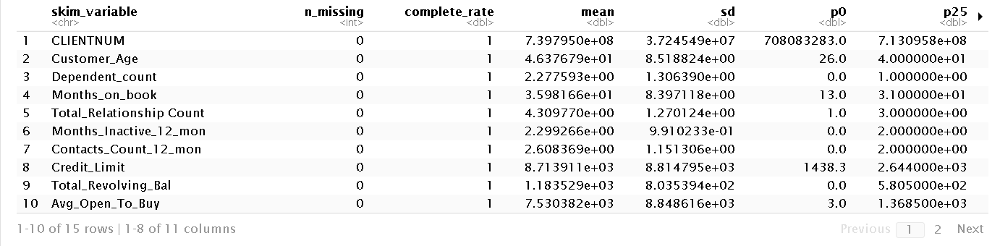 skim_variable n_missing complete_rate mean sd p0 p25
<chr> <int> <dbl> <dbl> <dbl> <dbl> <dbl>
1 CLIENTNUM 0 1 7.397950e+08 3.724549e+07 708083283.0 7.130958e+08
2 Customer_Age 0 1 4.637679e+01 8.518824e+00 26.0 4.000000e+01
3 Dependent_count 0 1 2.277593e+00 1.306390e+00 0.0 1.000000e+00
4 Months_on_book 0 1 3.598166e+01 8.397118e+00 13.0 3.100000e+01
5 Total_Relationship Count 0 1 4.309770e+00 1.270124e+00 1.0 3.000000e+00
6 Months_Inactive_12_mon 0 1 2.299266e+00 9.910233e-01 0.0 2.000000e+00
7 Contacts_Count_12_mon 0 1 2.608369e+00 1.151306e+00 0.0 2.000000e+00
8 Credit_Limit 0 1 8.713911e+03 8.814795e+03 1438.3 2.644000e+03
9 Total_Revolving_Bal 0 1 1.183529e+03 8.035394e+02 0.0 5.805000e+02
10 Avg_Open_To_Buy 0 1 7.530382e+03 8.848616e+03 3.0 1.368500e+03
1-10 of 15 rows | 1-8 of 11 columns Previous 1 2 Next